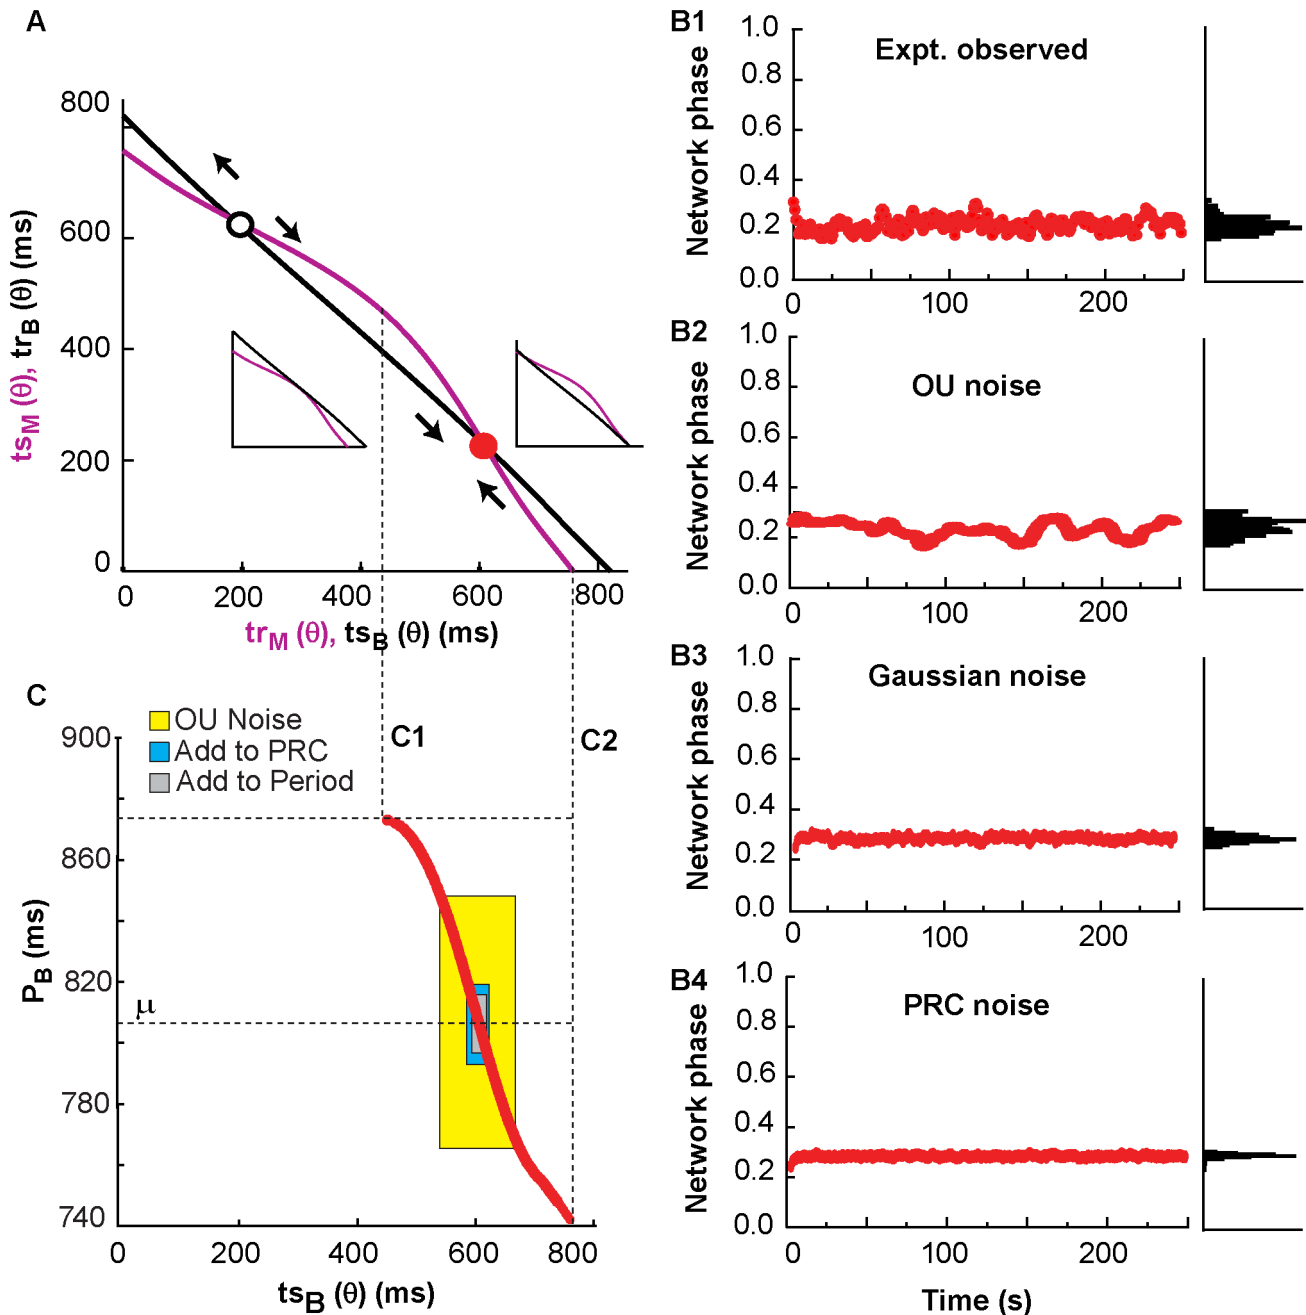 A
800
600
400
200
0
0 200 400 600 800
ts_M (θ), tr_B (θ) (ms)
tr_M (θ), ts_B (θ) (ms)
B1
Expt. observed
Network phase
1.0
0.8
0.6
0.4
0.2
0.0
0 100 200
B2
OU noise
Network phase
1.0
0.8
0.6
0.4
0.2
0.0
0 100 200
B3
Gaussian noise
Network phase
1.0
0.8
0.6
0.4
0.2
0.0
0 100 200
B4
PRC noise
Network phase
1.0
0.8
0.6
0.4
0.2
0.0
0 100 200
Time (s)
C
OU Noise
Add to PRC
Add to Period
C1
C2
900
860
820
780
740
μ
P_B (ms)
0 200 400 600 800
ts_B (θ) (ms)